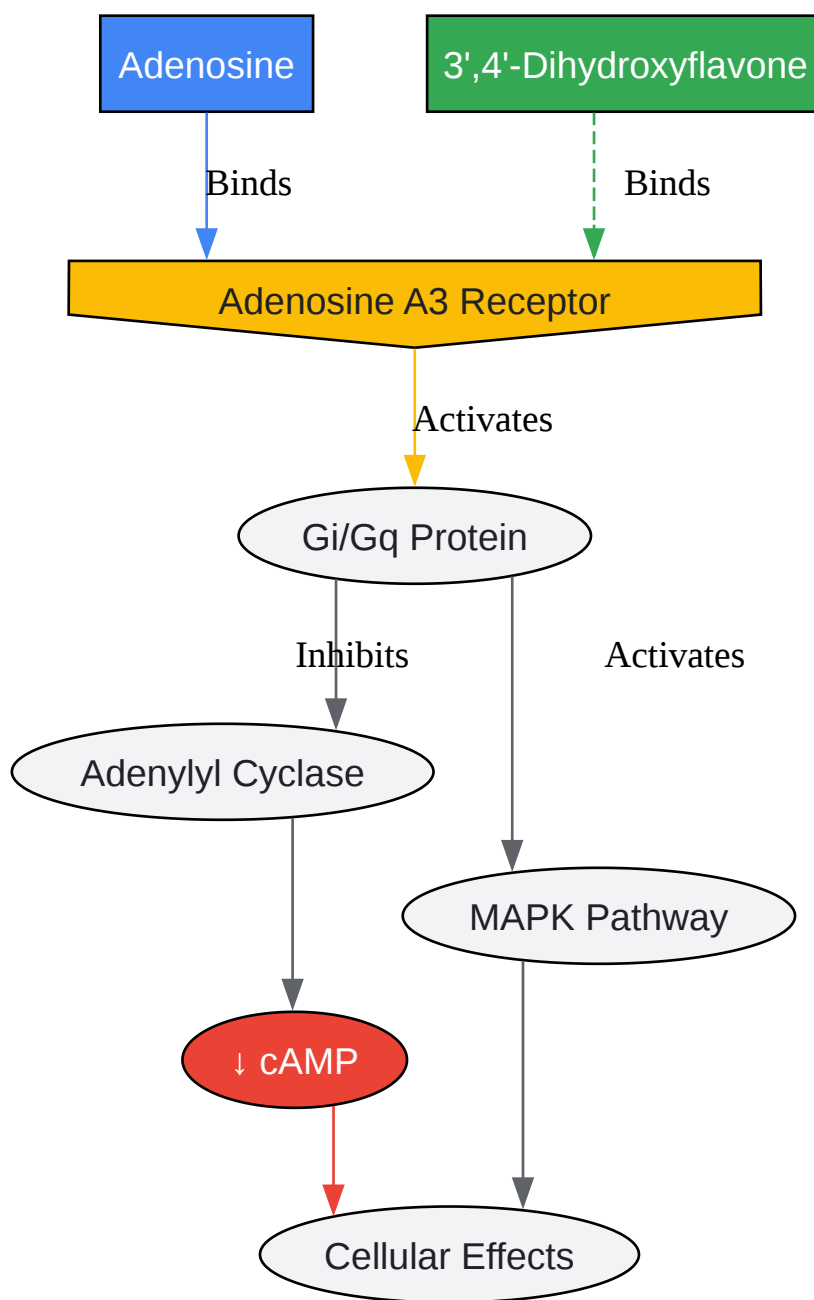 Adenosine
3',4'-Dihydroxyflavone
Binds
Binds
Adenosine A3 Receptor
Activates
Gi/Gq Protein
Inhibits
Activates
Adenylyl Cyclase
MAPK Pathway
↓ cAMP
Cellular Effects